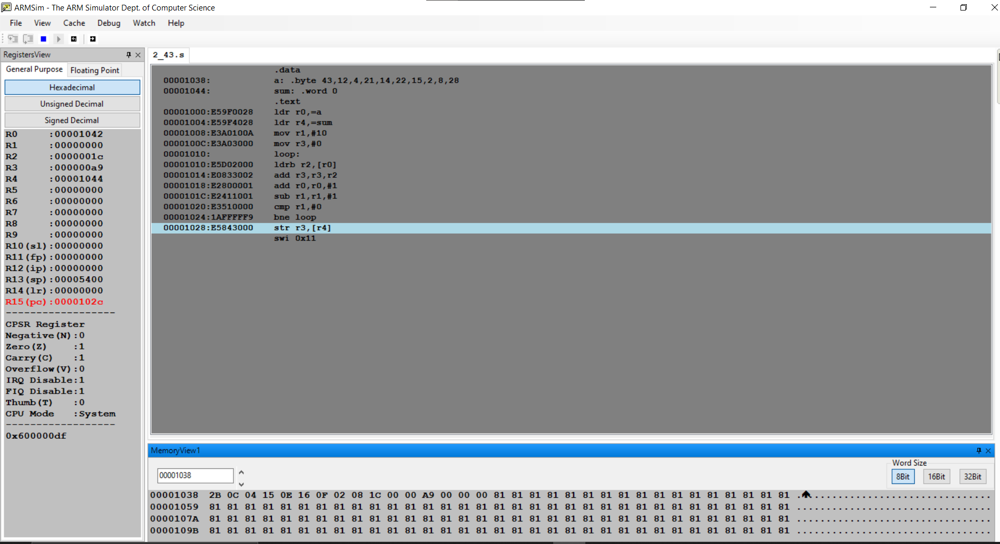 ARMSim - The ARM Simulator Dept. of Computer Science
File View Cache Debug Watch Help
RegistersView
General Purpose Floating Point
Hexadecimal
Unsigned Decimal
Signed Decimal
R0 :00001042
R1 :00000000
R2 :0000001c
R3 :000000a9
R4 :00001044
R5 :00000000
R6 :00000000
R7 :00000000
R8 :00000000
R9 :00000000
R10(sl):00000000
R11(fp):00000000
R12(ip):00000000
R13(sp):00005400
R14(lr):00000000
R15(pc):0000102c
------------------
CPSR Register
Negative(N):0
Zero(Z) :1
Carry(C) :1
Overflow(V):0
IRQ Disable:1
FIQ Disable:1
Thumb(T) :0
CPU Mode :System
------------------
0x600000df
2_43.s
.data
00001038: a: .byte 43,12,4,21,14,22,15,2,8,28
00001044: sum: .word 0
.text
00001000:E59F0028 ldr r0,=a
00001004:E59F4028 ldr r4,=sum
00001008:E3A0100A mov r1,#10
0000100C:E3A03000 mov r3,#0
00001010: loop:
00001010:E5D02000 ldrb r2,[r0]
00001014:E0833002 add r3,r3,r2
00001018:E2800001 add r0,r0,#1
0000101C:E2411001 sub r1,r1,#1
00001020:E3510000 cmp r1,#0
00001024:1AFFFFF9 bne loop
00001028:E5843000 str r3,[r4]
swi 0x11
MemoryView1
00001038
Word Size
8Bit 16Bit 32Bit
00001038 2B 0C 04 15 0E 16 0F 02 08 1C 00 00 A9 00 00 00 81 81 81 81 81 81 81 81 81 81 81 81 81 81 81 81 81 ................................
00001059 81 81 81 81 81 81 81 81 81 81 81 81 81 81 81 81 81 81 81 81 81 81 81 81 81 81 81 81 81 81 81 81 81 .................................
0000107A 81 81 81 81 81 81 81 81 81 81 81 81 81 81 81 81 81 81 81 81 81 81 81 81 81 81 81 81 81 81 81 81 81 .................................
0000109B 81 81 81 81 81 81 81 81 81 81 81 81 81 81 81 81 81 81 81 81 81 81 81 81 81 81 81 81 81 81 81 81 81 .................................